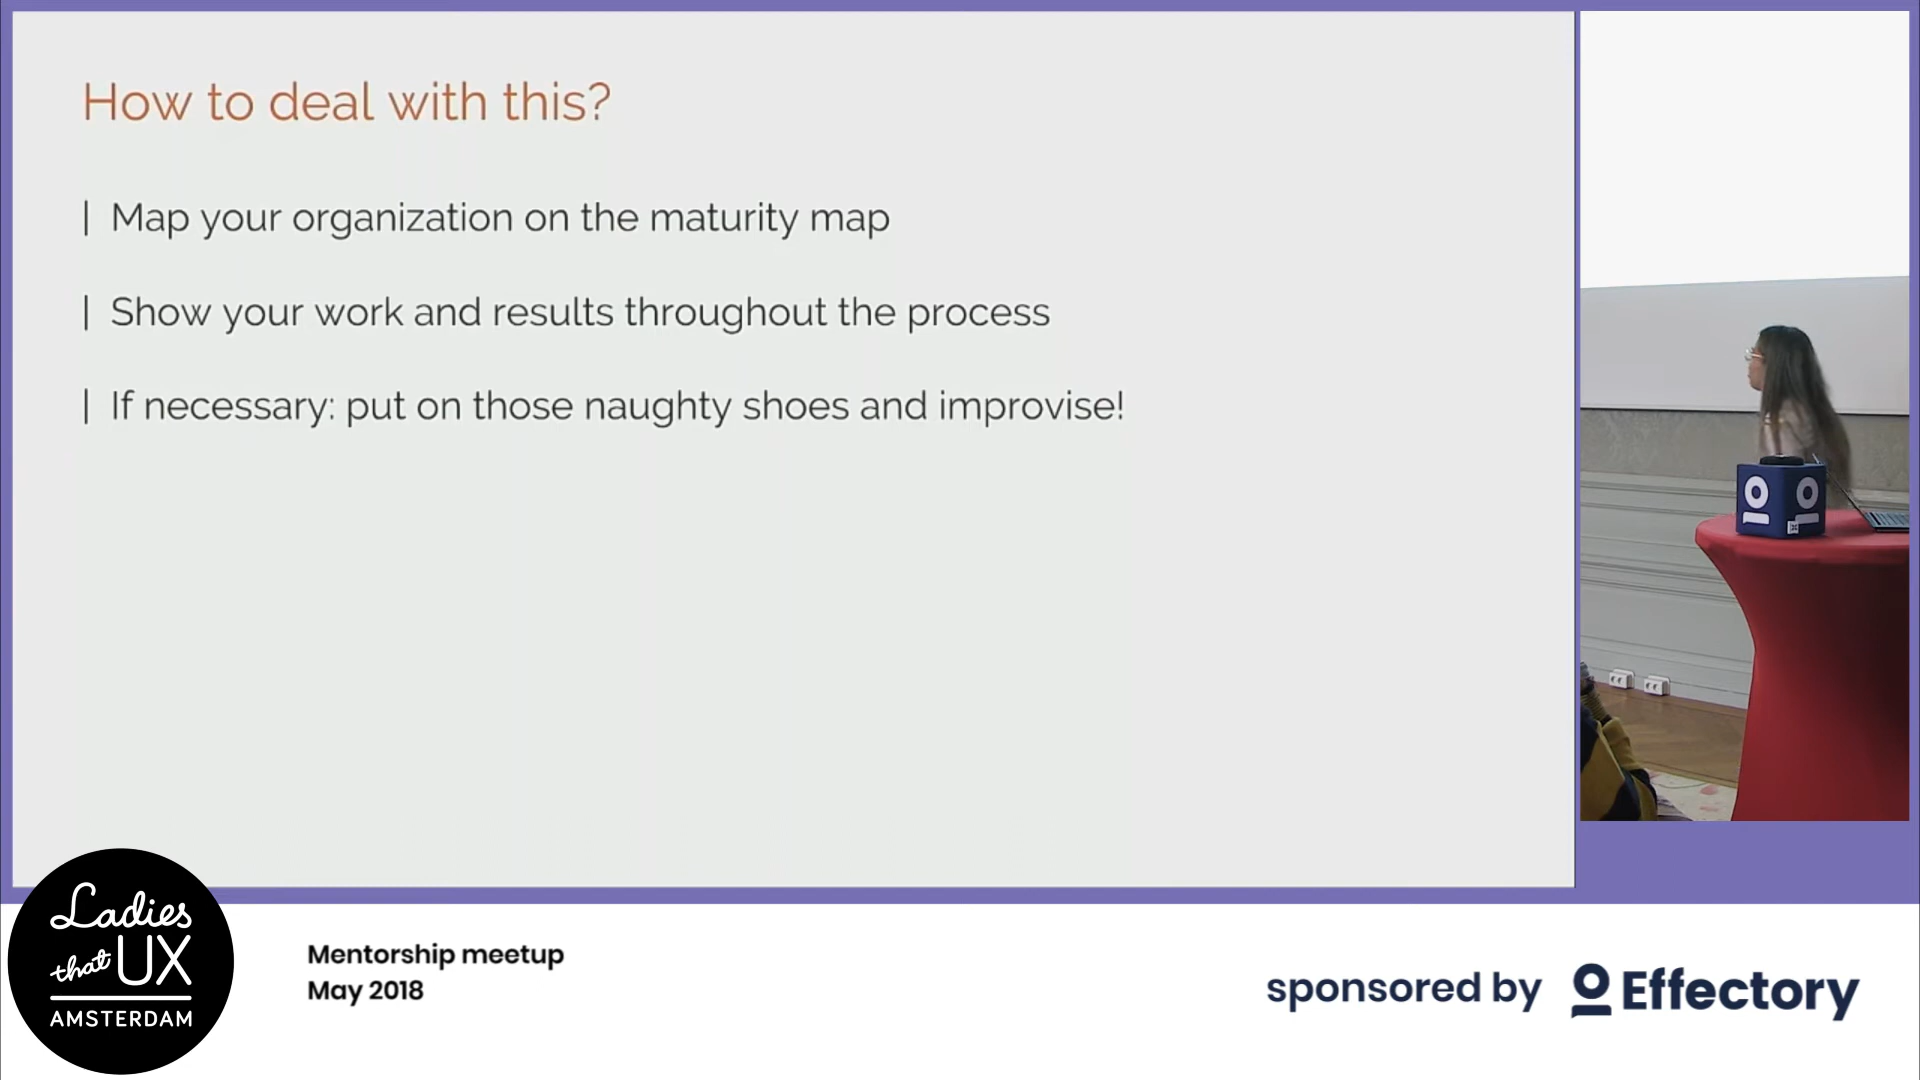 How to deal with this?
| Map your organization on the maturity map
| Show your work and results throughout the process
| If necessary: put on those naughty shoes and improvise!
Ladies
that UX
AMSTERDAM
Mentorship meetup
May 2018
sponsored by Effectory